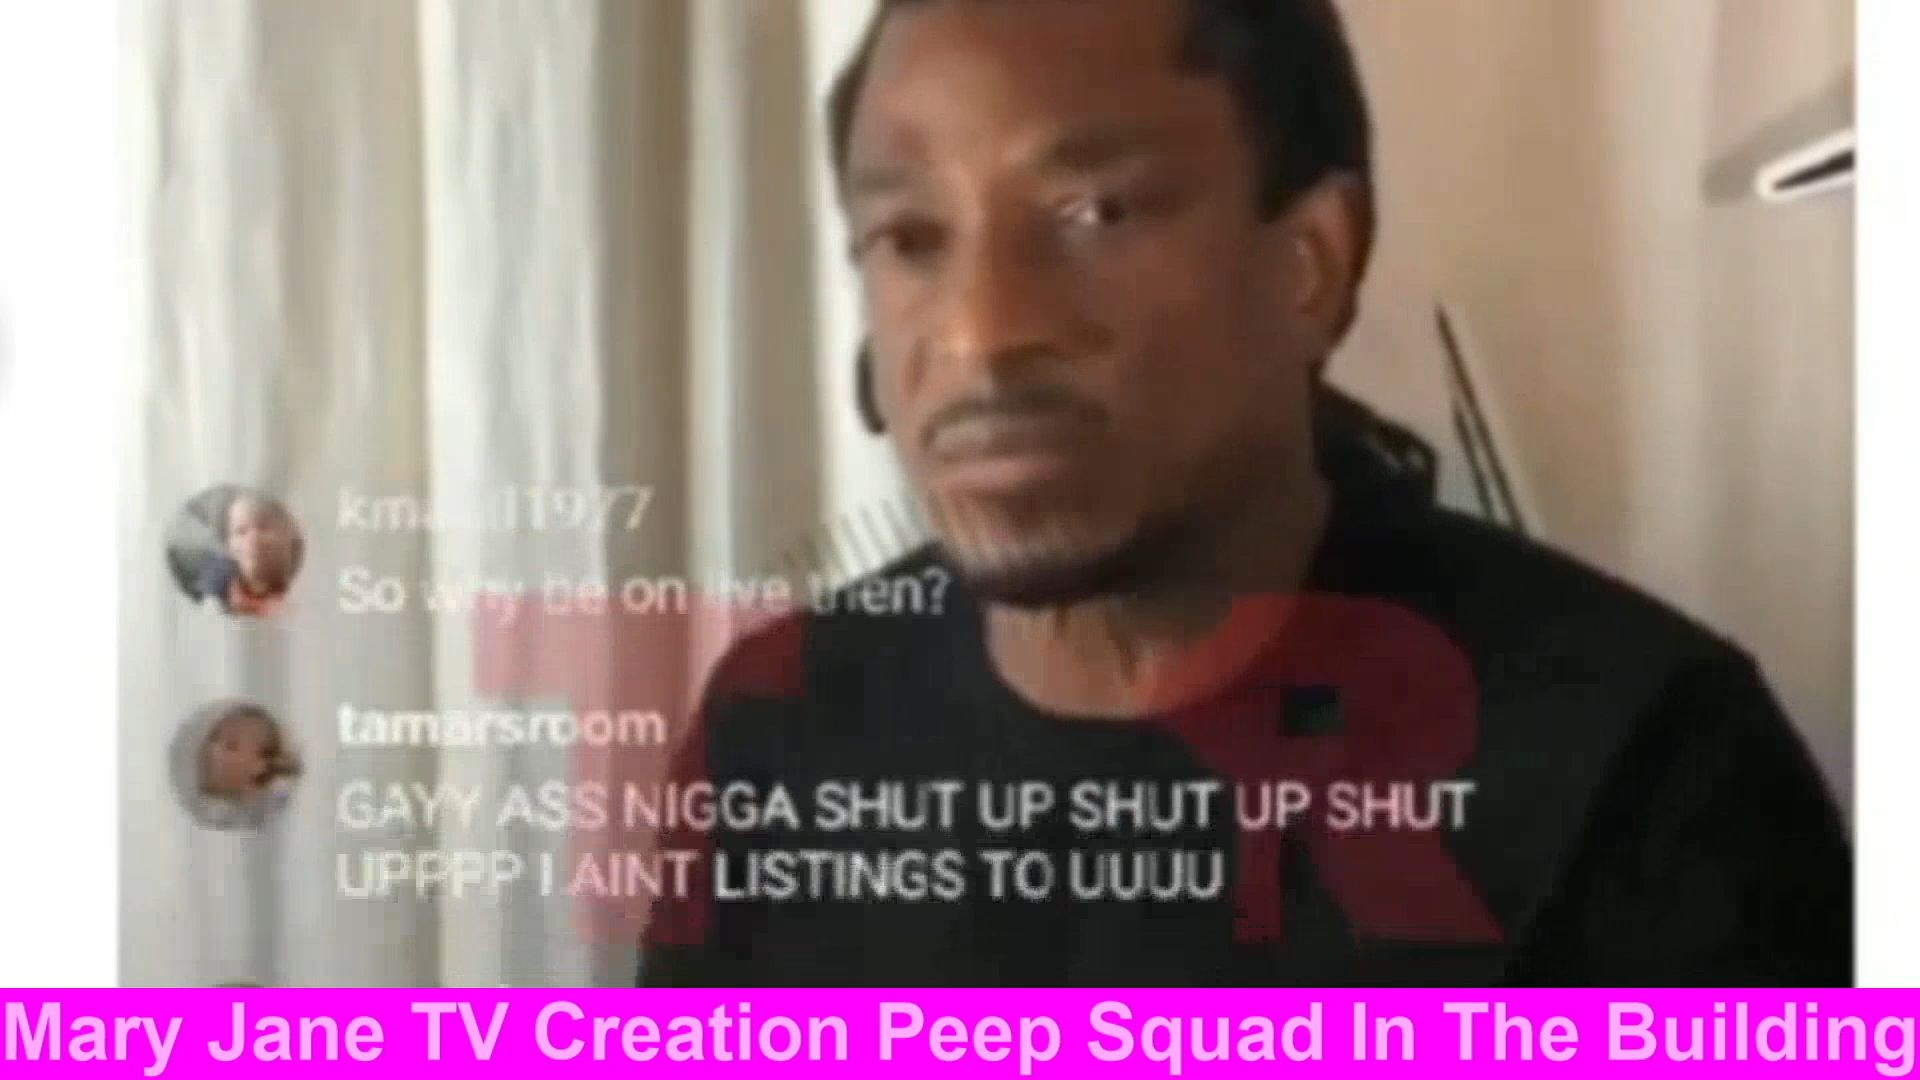 So why be on live then?
tamarsroom
GAYY ASS NIGGA SHUT UP SHUT UP SHUT
UPPPP I AINT LISTINGS TO UUUU
T R
Mary Jane TV Creation Peep Squad In The Building